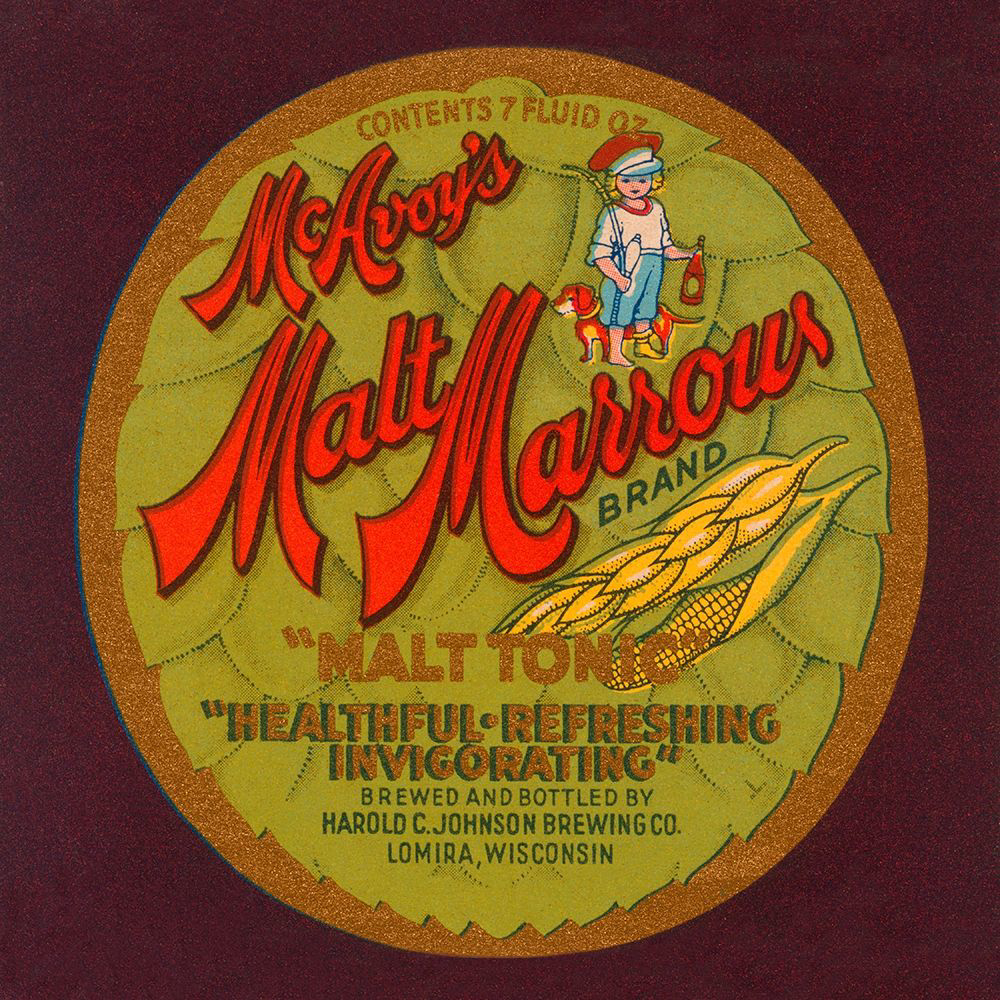 CONTENTS 7 FLUID OZ.
McAvoy's
Malt Marrow
BRAND
"MALT TONIC"
"HEALTHFUL•REFRESHING
INVIGORATING"
BREWED AND BOTTLED BY
HAROLD C. JOHNSON BREWING CO.
LOMIRA, WISCONSIN